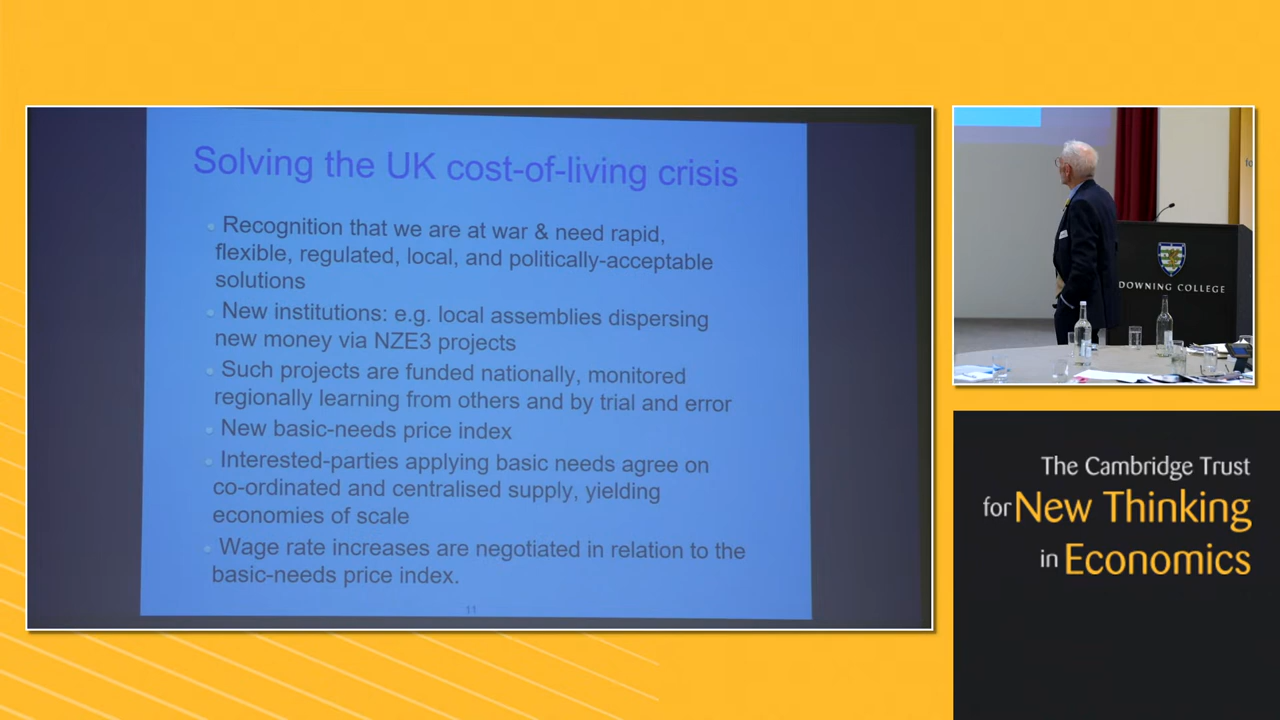 Solving the UK cost-of-living crisis
Recognition that we are at war & need rapid,
flexible, regulated, local, and politically-acceptable
solutions
New institutions: e.g. local assemblies dispersing
new money via NZE3 projects
Such projects are funded nationally, monitored
regionally learning from others and by trial and error
New basic-needs price index
Interested-parties applying basic needs agree on
co-ordinated and centralised supply, yielding
economies of scale
Wage rate increases are negotiated in relation to the
basic-needs price index.
11
DOWNING COLLEGE
The Cambridge Trust
for New Thinking
in Economics